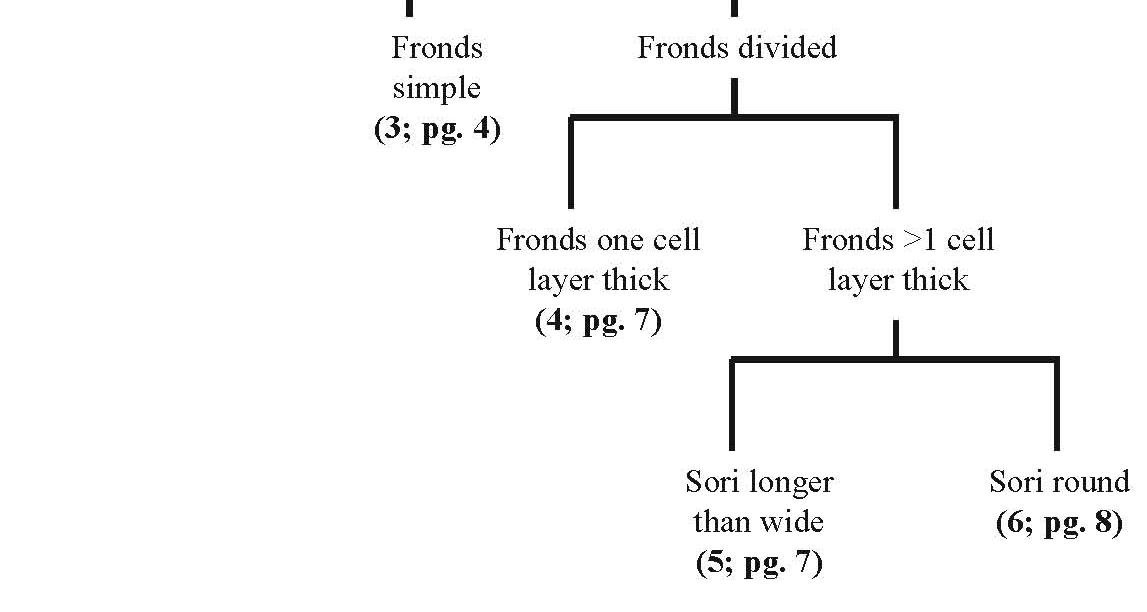 Fronds
simple
(3; pg. 4)
Fronds divided
Fronds one cell
layer thick
(4; pg. 7)
Fronds >1 cell
layer thick
Sori longer
than wide
(5; pg. 7)
Sori round
(6; pg. 8)